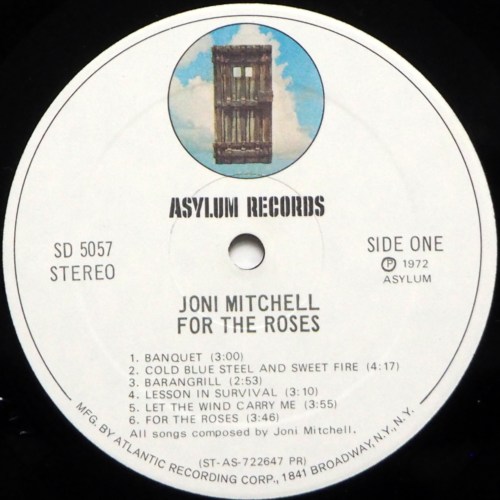 ASYLUM RECORDS
SD 5057
STEREO
SIDE ONE
℗ 1972
ASYLUM
JONI MITCHELL
FOR THE ROSES
1. BANQUET (3:00)
2. COLD BLUE STEEL AND SWEET FIRE (4:17)
3. BARANGRILL (2:53)
4. LESSON IN SURVIVAL (3:10)
5. LET THE WIND CARRY ME (3:55)
6. FOR THE ROSES (3:46)
All songs composed by Joni Mitchell.
(ST-AS-722647 PR)
MFG. BY ATLANTIC RECORDING CORP., 1841 BROADWAY, N.Y., N.Y.